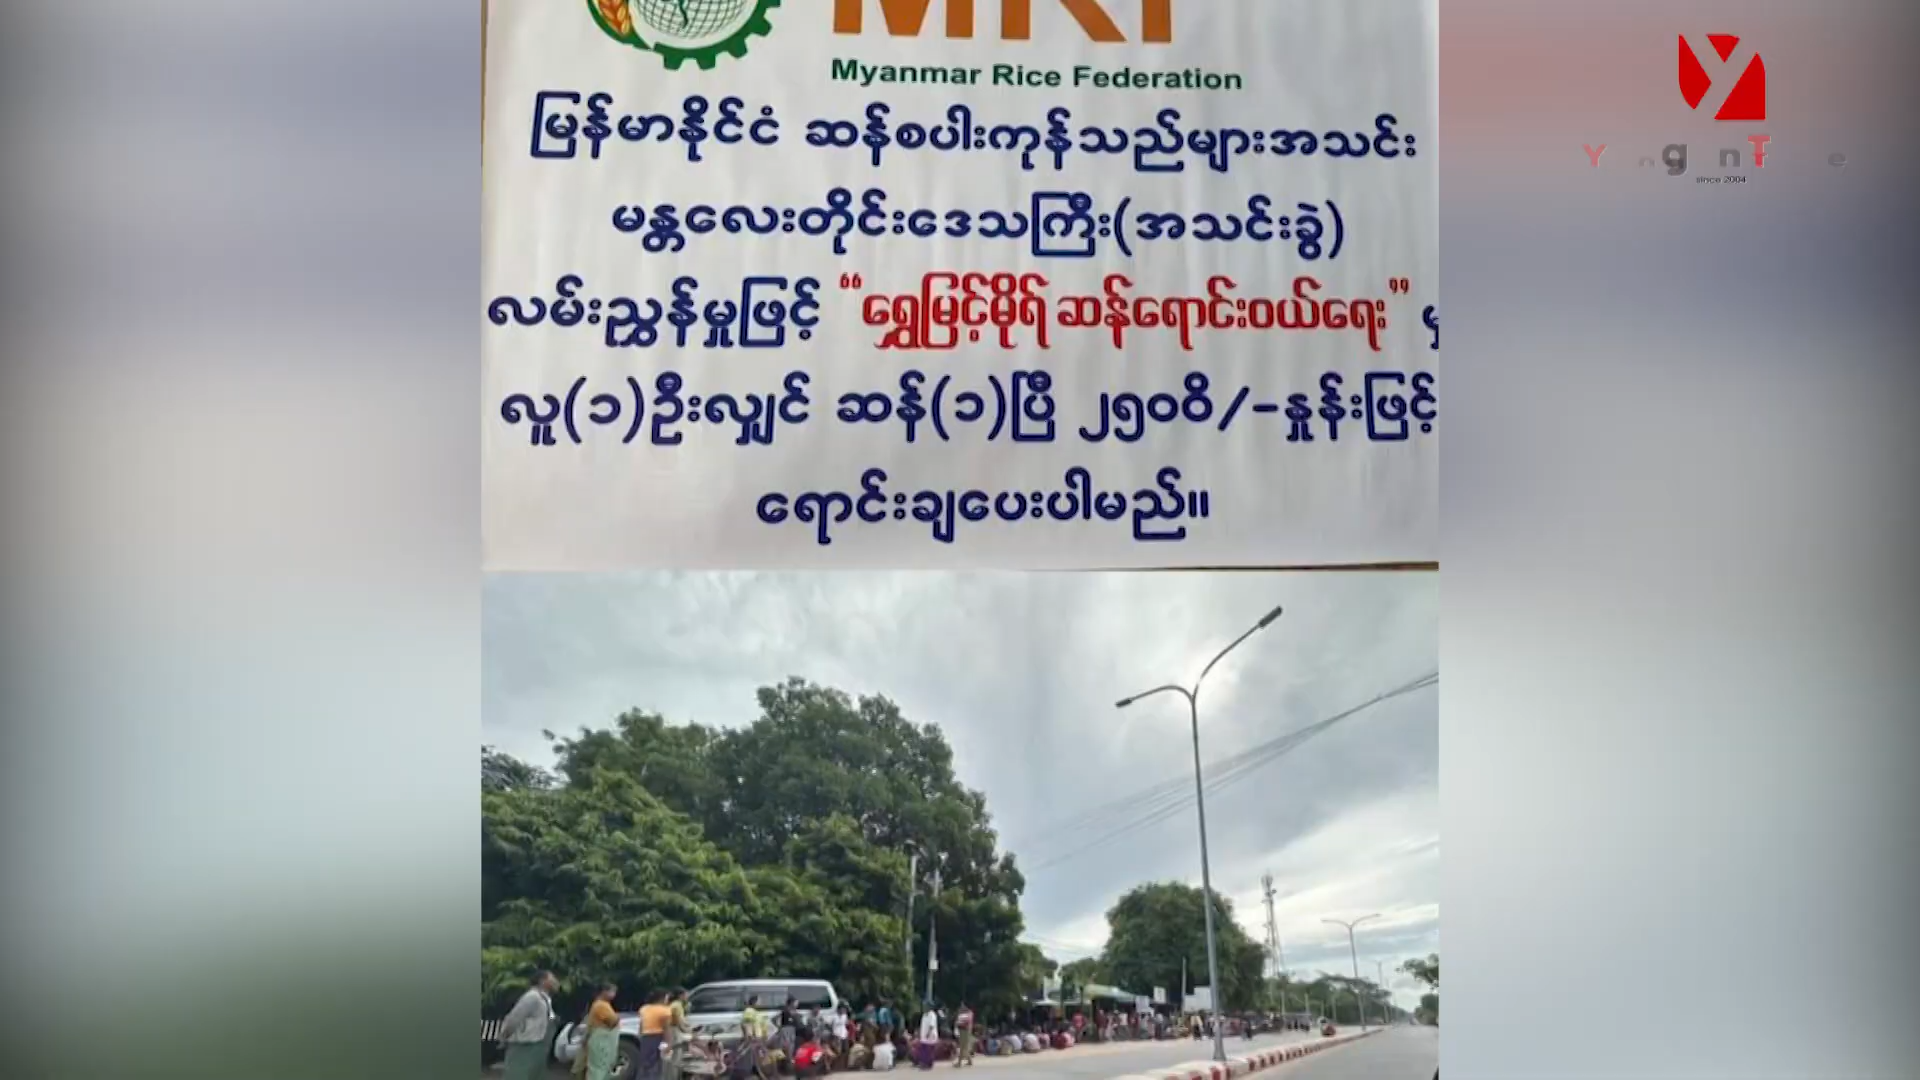 MRF
Myanmar Rice Federation
မြန်မာနိုင်ငံ ဆန်စပါးကုန်သည်များအသင်း
မန္တလေးတိုင်းဒေသကြီး(အသင်းခွဲ)
လမ်းညွှန်မှုဖြင့် “ရွှေမြင့်မိုရ် ဆန်ရောင်းဝယ်ရေး”
လူ(၁)ဦးလျှင် ဆန်(၁)ပြီ ၂၅၀၀ိ/-နှုန်းဖြင့်
ရောင်းချပေးပါမည်။
Y
since 2004